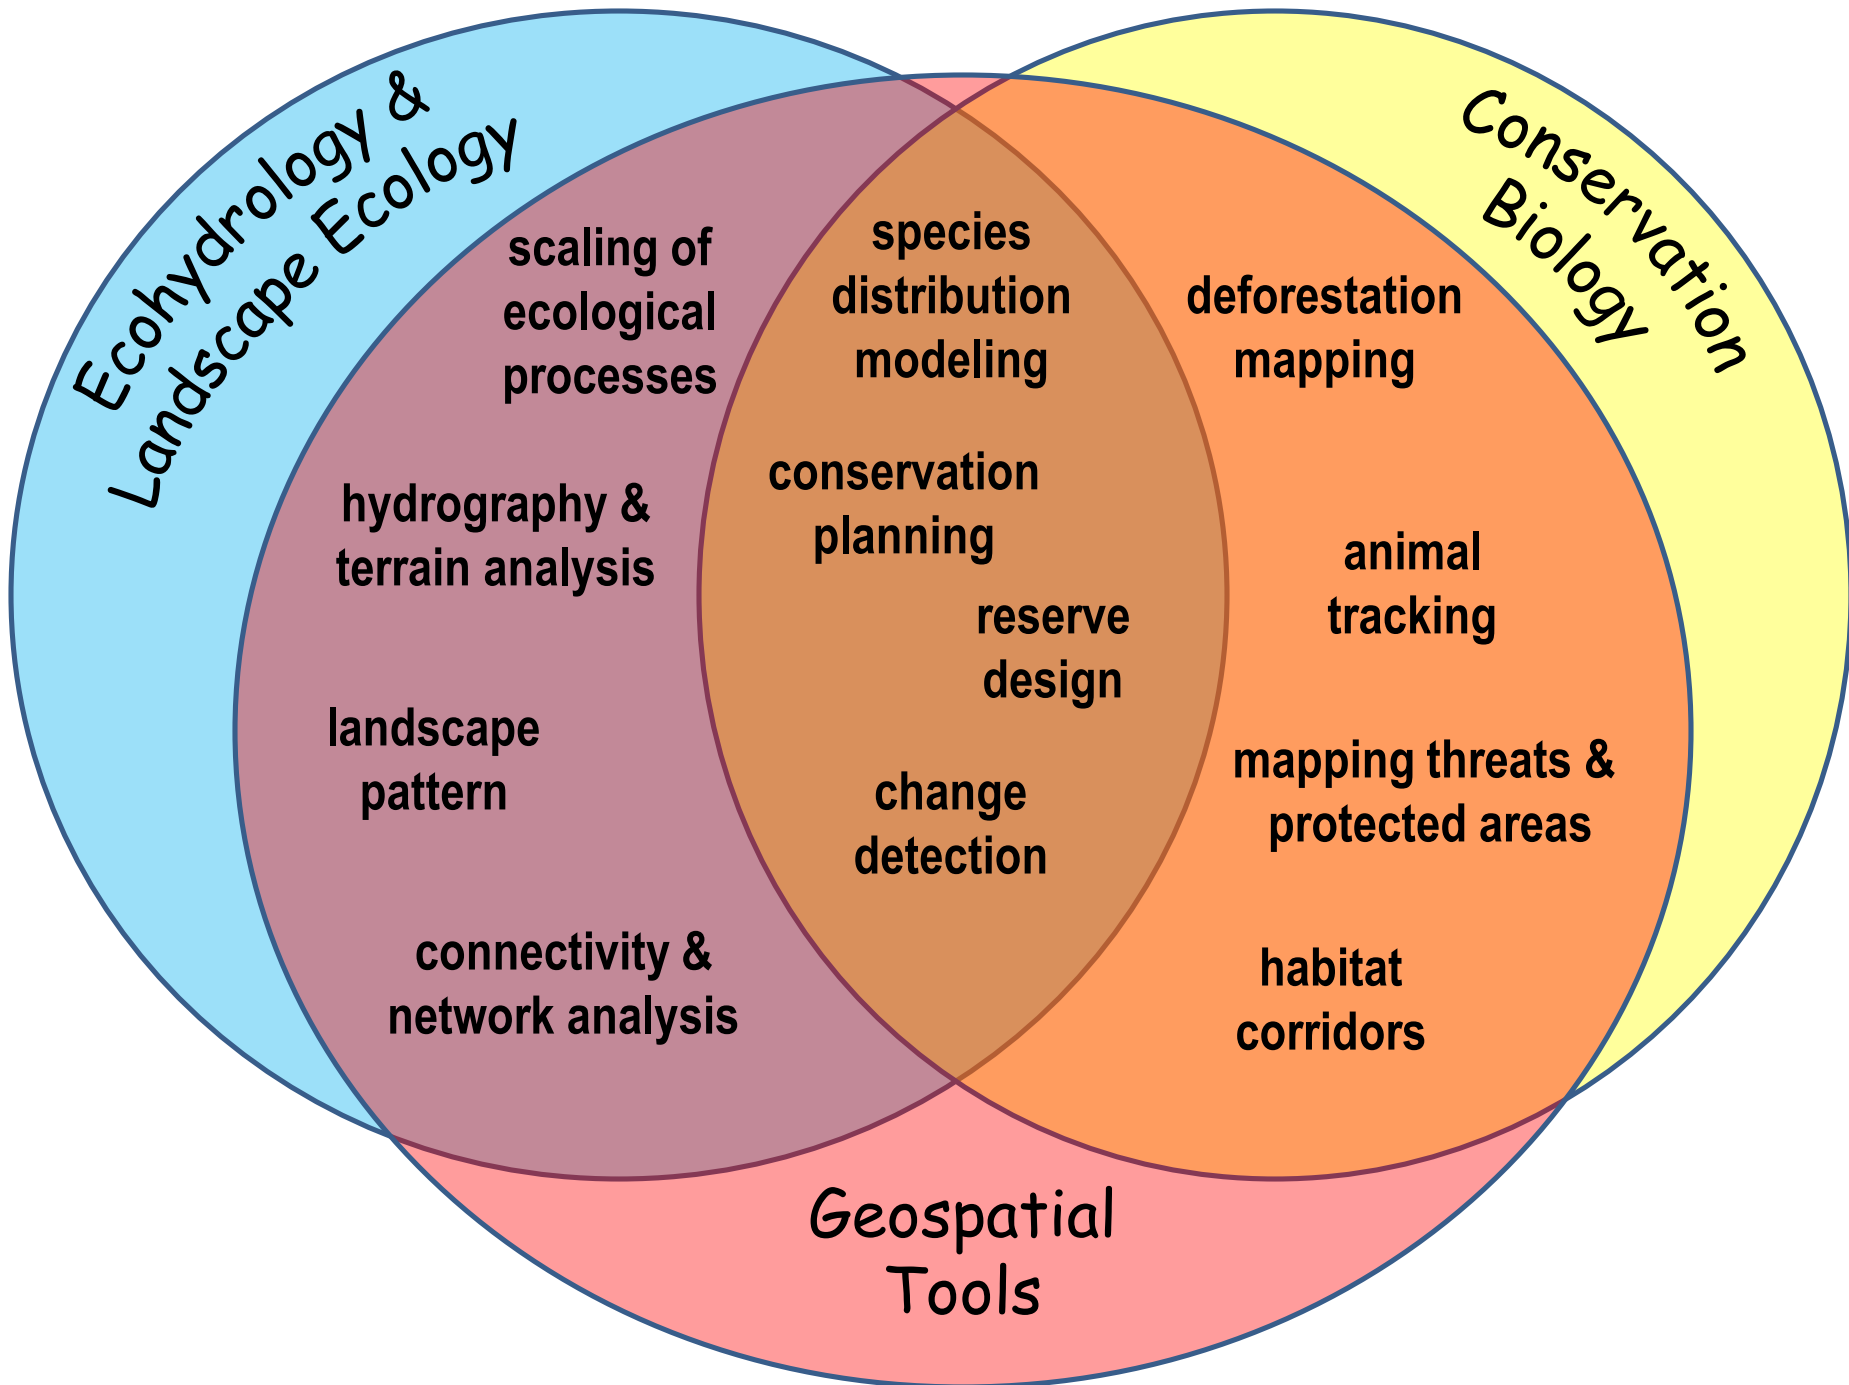 Ecohydrology &
Landscape Ecology
Conservation
Biology
scaling of
ecological
processes
hydrography &
terrain analysis
landscape
pattern
connectivity &
network analysis
species
distribution
modeling
conservation
planning
reserve
design
change
detection
deforestation
mapping
animal
tracking
mapping threats &
protected areas
habitat
corridors
Geospatial
Tools